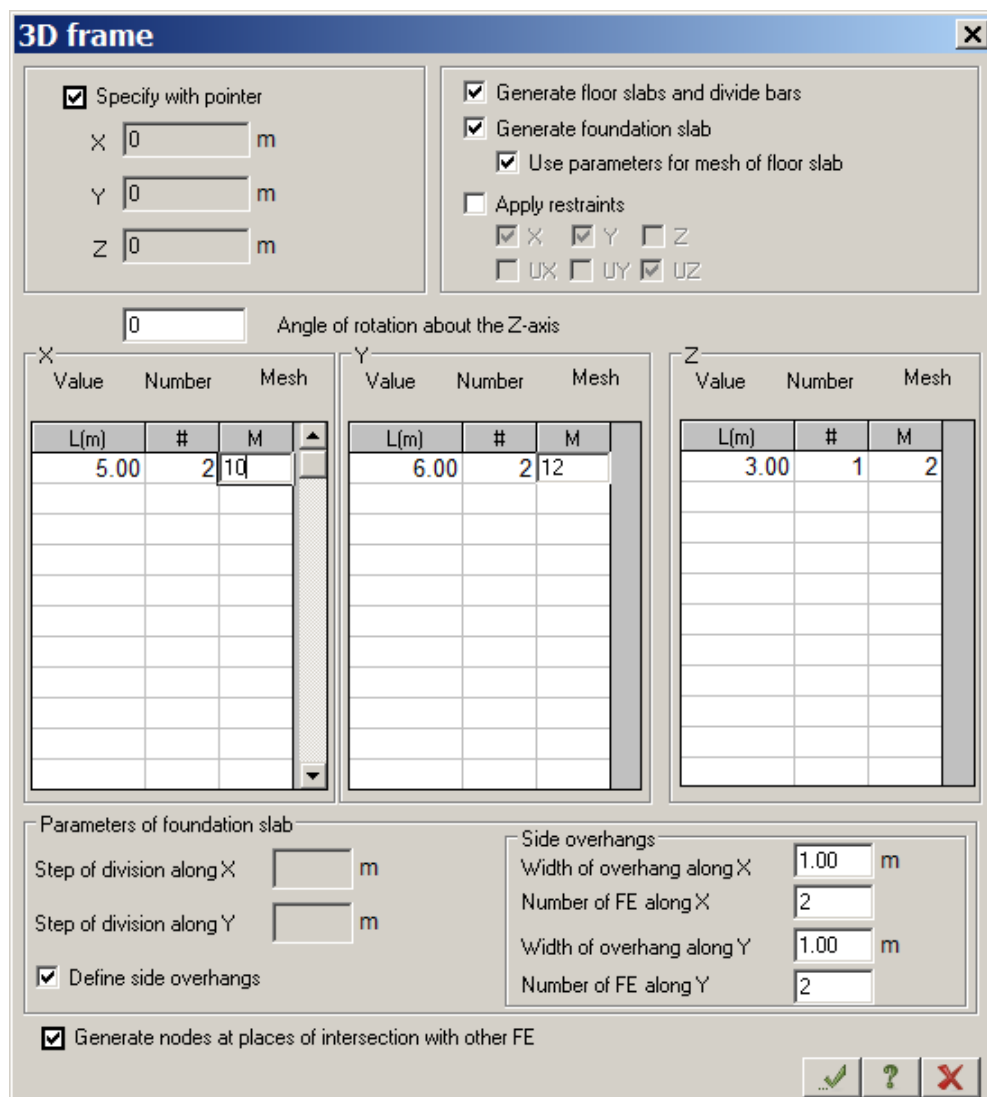 3D frame
Specify with pointer
X 0 m
Y 0 m
Z 0 m
Generate floor slabs and divide bars
Generate foundation slab
Use parameters for mesh of floor slab
Apply restraints
X Y Z
UX UY UZ
0 Angle of rotation about the Z-axis
X
Value Number Mesh
L(m) # M
5.00 2 10
Y
Value Number Mesh
L(m) # M
6.00 2 12
Z
Value Number Mesh
L(m) # M
3.00 1 2
Parameters of foundation slab
Step of division along X m
Step of division along Y m
Define side overhangs
Side overhangs
Width of overhang along X 1.00 m
Number of FE along X 2
Width of overhang along Y 1.00 m
Number of FE along Y 2
Generate nodes at places of intersection with other FE
?